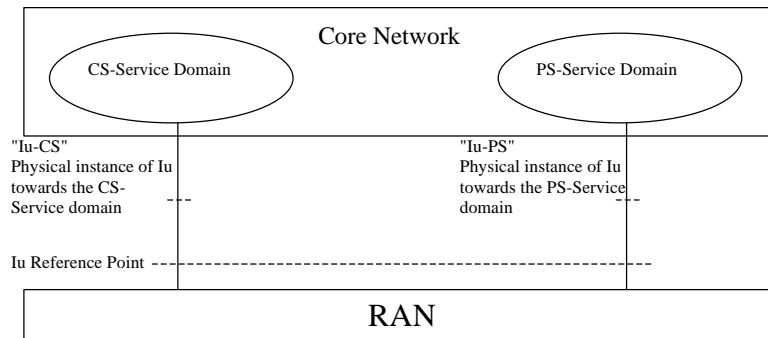 Core Network
CS-Service Domain
PS-Service Domain
"Iu-CS"
Physical instance of Iu
towards the CS-
Service domain
"Iu-PS"
Physical instance of Iu
towards the PS-Service
domain
Iu Reference Point
RAN